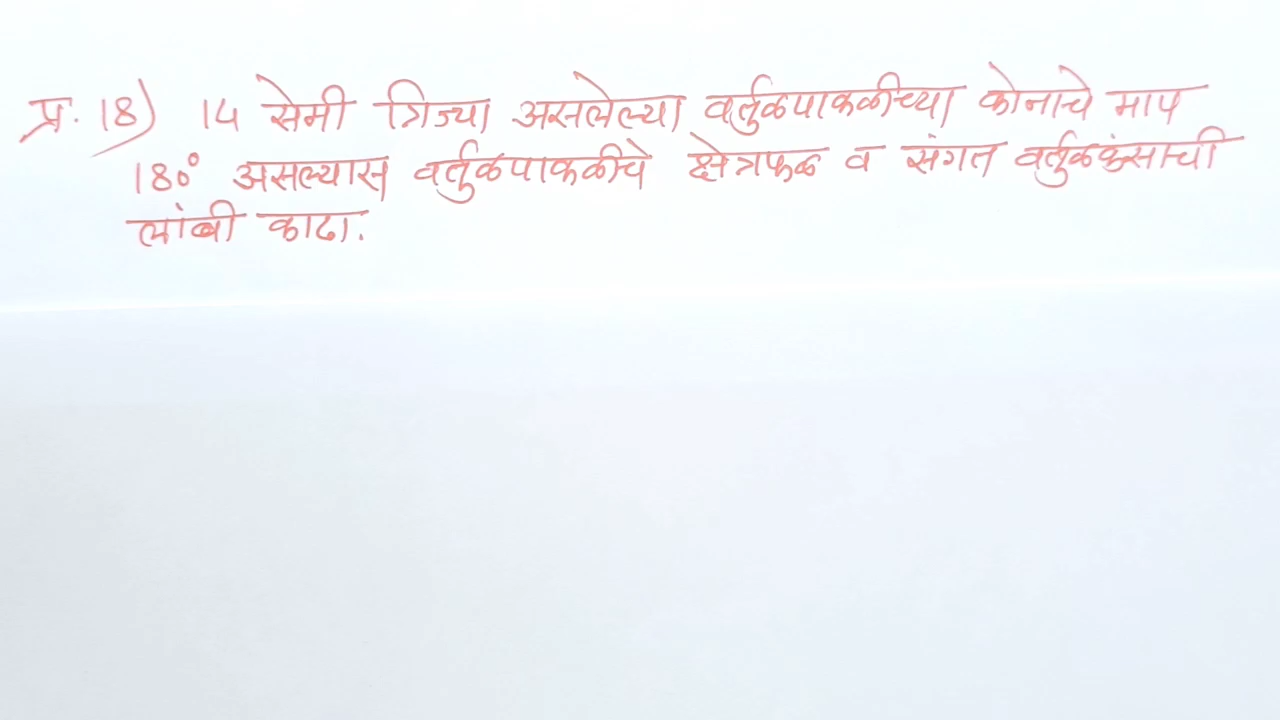 प्र. 18) 14 सेमी त्रिज्या असलेल्या वर्तुळपाकळीच्या कोनाचे माप
180° असल्यास वर्तुळपाकळीचे क्षेत्रफळ व संगत वर्तुळकंसाची
लांबी काढा.